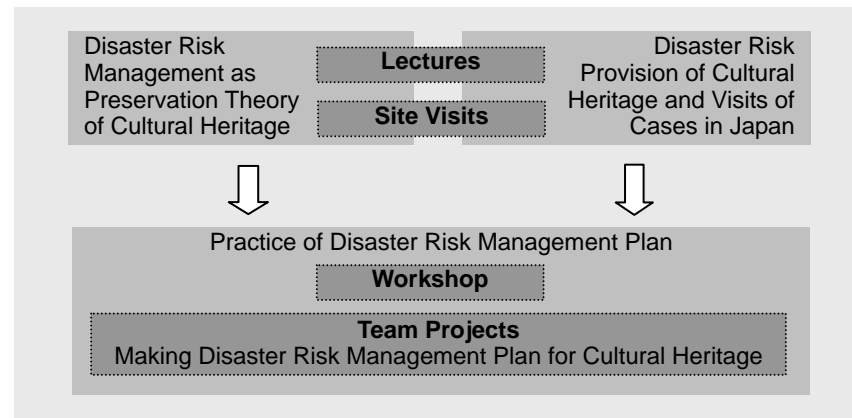 Disaster Risk
Management as
Preservation Theory
of Cultural Heritage
Lectures
Site Visits
Disaster Risk
Provision of Cultural
Heritage and Visits of
Cases in Japan
Practice of Disaster Risk Management Plan
Workshop
Team Projects
Making Disaster Risk Management Plan for Cultural Heritage